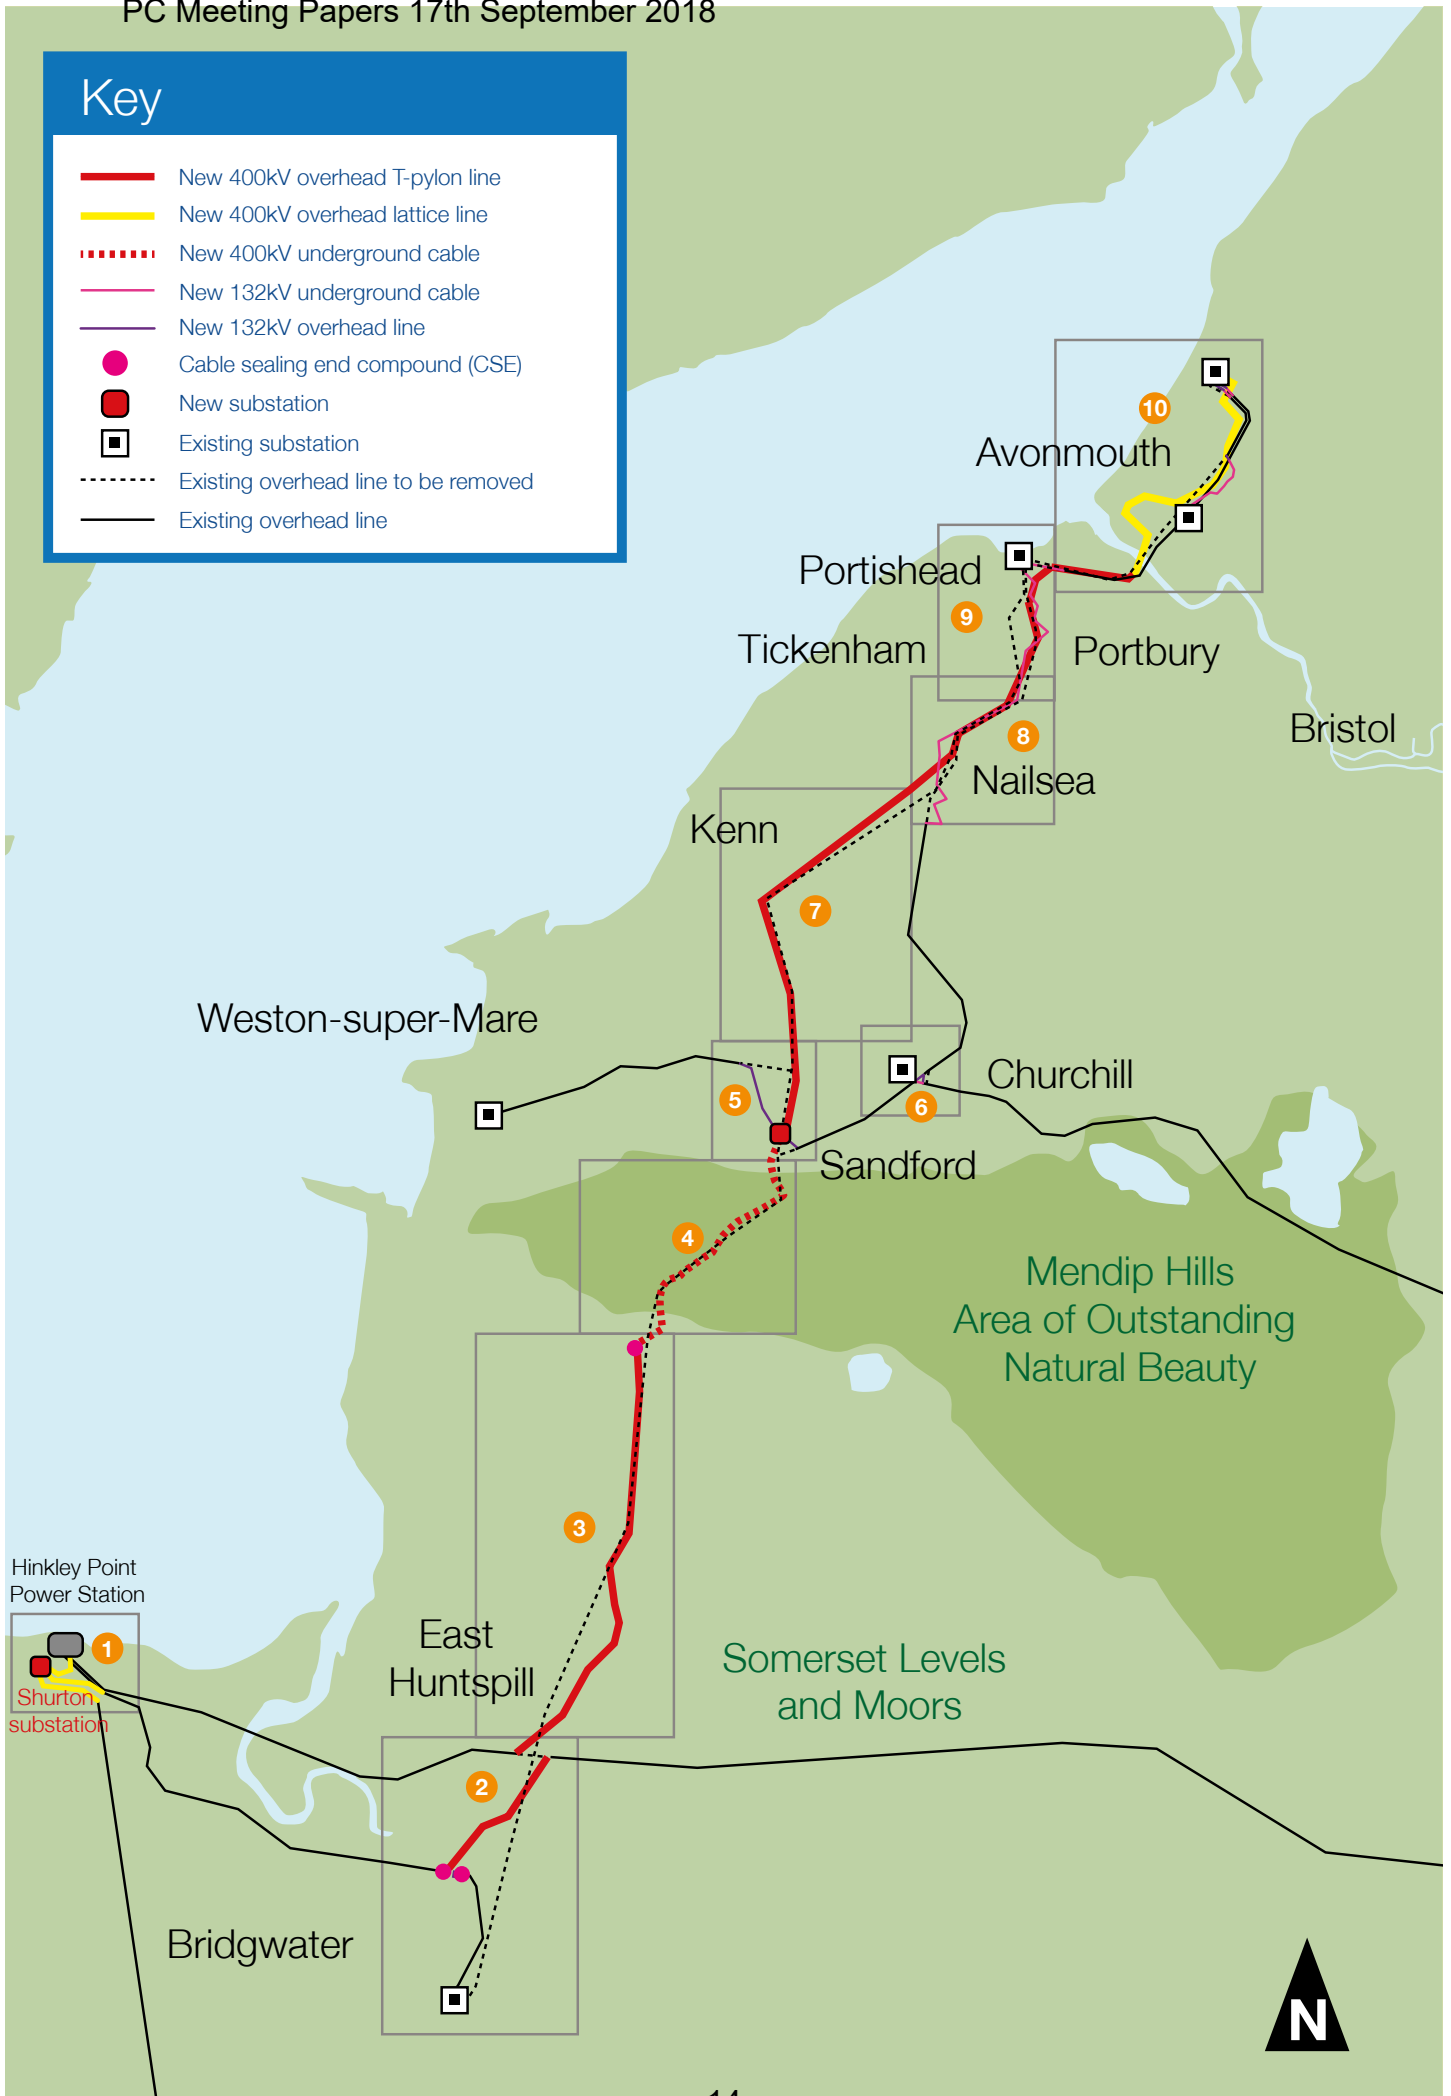 PC Meeting Papers 17th September 2018
Key
New 400kV overhead T-pylon line
New 400kV overhead lattice line
New 400kV underground cable
New 132kV underground cable
New 132kV overhead line
Cable sealing end compound (CSE)
New substation
Existing substation
Existing overhead line to be removed
Existing overhead line
10
Avonmouth
Portishead
9
Tickenham
Portbury
Bristol
8
Nailsea
Kenn
7
Weston-super-Mare
Churchill
5
6
Sandford
4
Mendip Hills
Area of Outstanding
Natural Beauty
3
Hinkley Point
Power Station
1
East
Huntspill
Somerset Levels
and Moors
Shurton
substation
2
Bridgwater
N